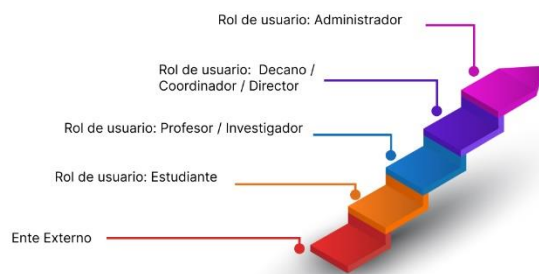 Rol de usuario: Administrador
Rol de usuario: Decano /
Coordinador / Director
Rol de usuario: Profesor / Investigador
Rol de usuario: Estudiante
Ente Externo